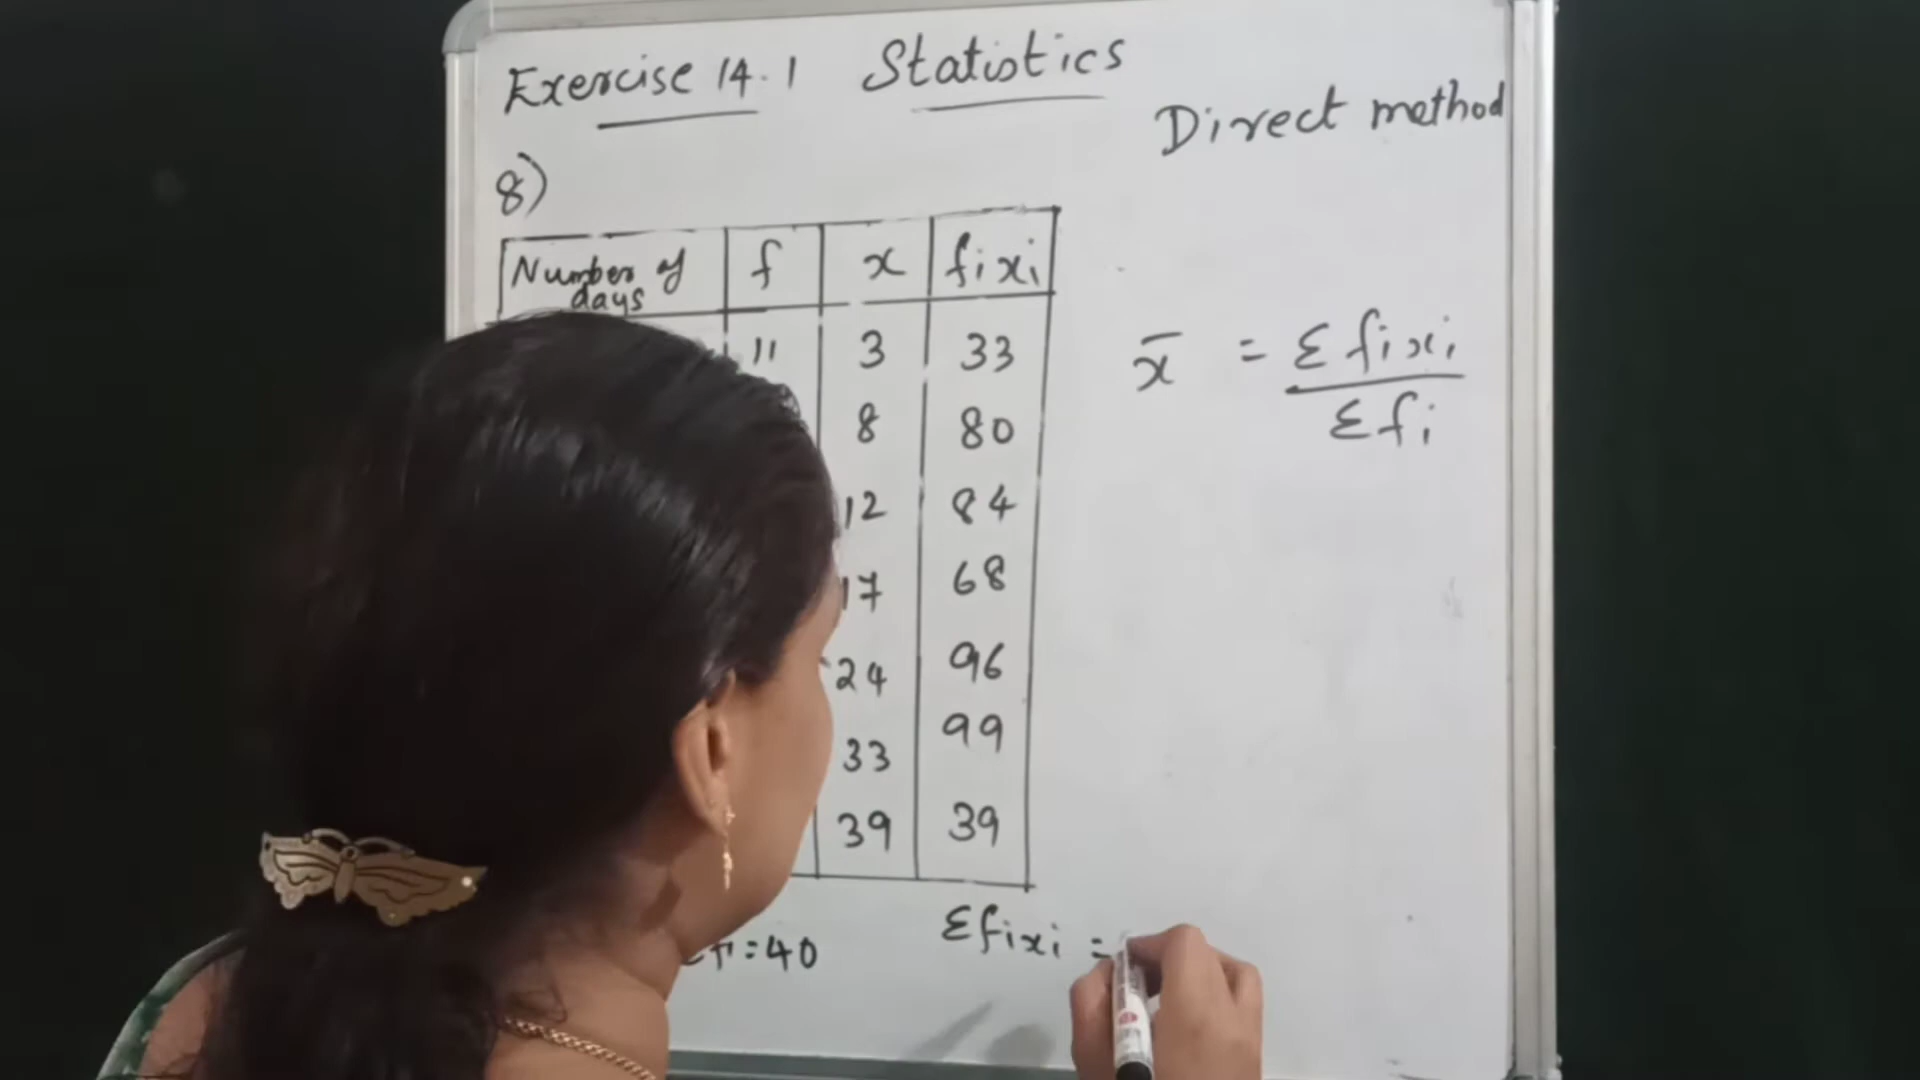 Exercise 14.1 Statistics
Direct method
8)
Number of days f x fixi
11 3 33
8 80
12 84
17 68
24 96
33 99
39 39
=40 Σfixi =
x̄ = Σfixi / Σfi